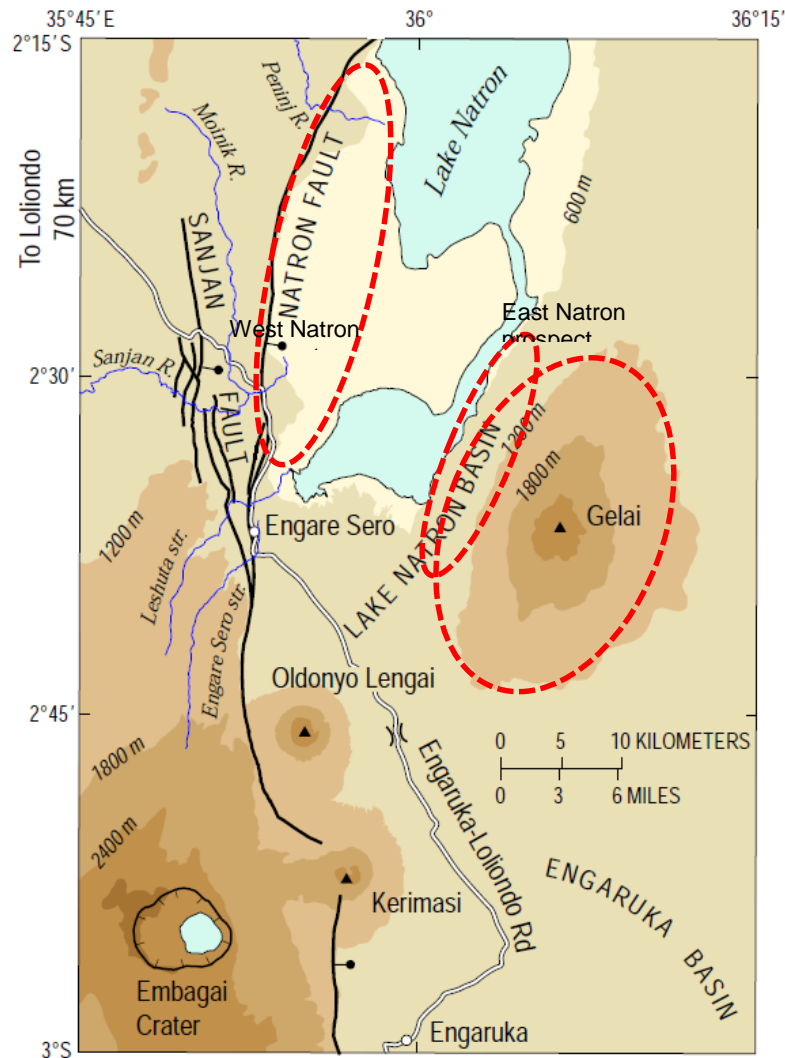 35°45′E
36°
36°15′
2°15′S
Peninj R.
Moinik R.
Lake Natron
To Loliondo
70 km
600 m
SANJAN
FAULT
NATRON FAULT
West Natron
East Natron
prospect
Sanjan R.
2°30′
1200 m
1800 m
LAKE NATRON BASIN
Gelai
Engare Sero
1200 m
Leshuta str.
Engare Sero str.
Oldonyo Lengai
2°45′
0 5 10 KILOMETERS
0 3 6 MILES
1800 m
2400 m
Engaruka-Loliondo Rd
ENGARUKA
BASIN
Kerimasi
Embagai
Crater
Engaruka
3°S